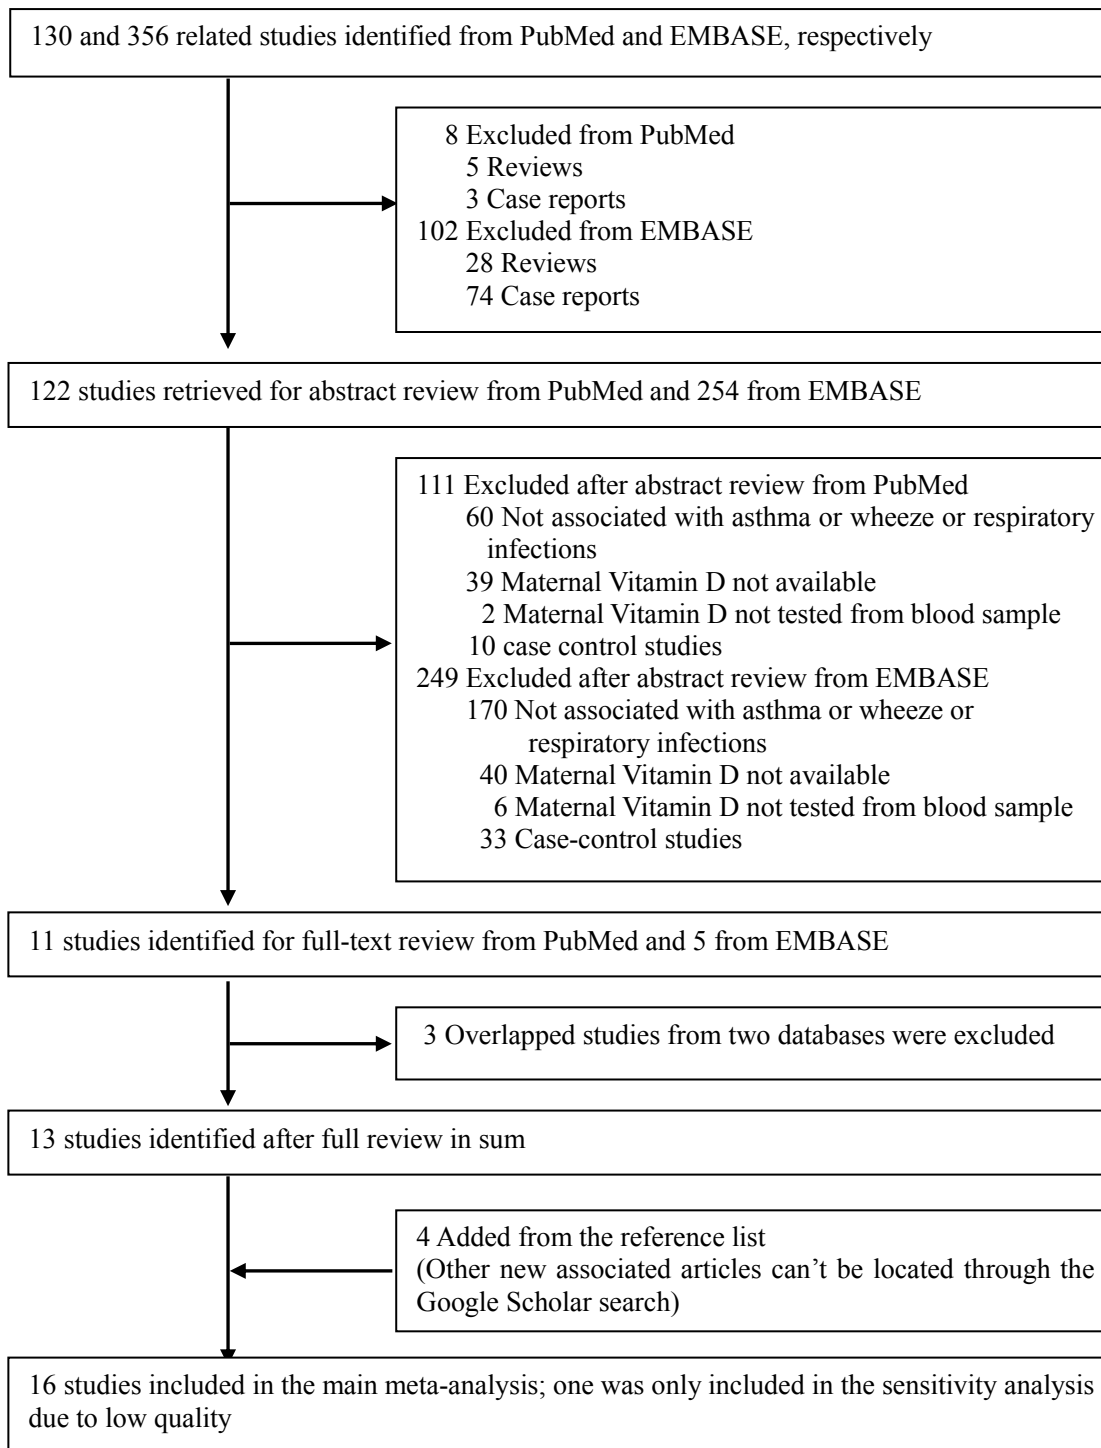 130 and 356 related studies identified from PubMed and EMBASE, respectively
8 Excluded from PubMed
5 Reviews
3 Case reports
102 Excluded from EMBASE
28 Reviews
74 Case reports
122 studies retrieved for abstract review from PubMed and 254 from EMBASE
111 Excluded after abstract review from PubMed
60 Not associated with asthma or wheeze or respiratory
infections
39 Maternal Vitamin D not available
2 Maternal Vitamin D not tested from blood sample
10 case control studies
249 Excluded after abstract review from EMBASE
170 Not associated with asthma or wheeze or
respiratory infections
40 Maternal Vitamin D not available
6 Maternal Vitamin D not tested from blood sample
33 Case-control studies
11 studies identified for full-text review from PubMed and 5 from EMBASE
3 Overlapped studies from two databases were excluded
13 studies identified after full review in sum
4 Added from the reference list
(Other new associated articles can’t be located through the
Google Scholar search)
16 studies included in the main meta-analysis; one was only included in the sensitivity analysis
due to low quality